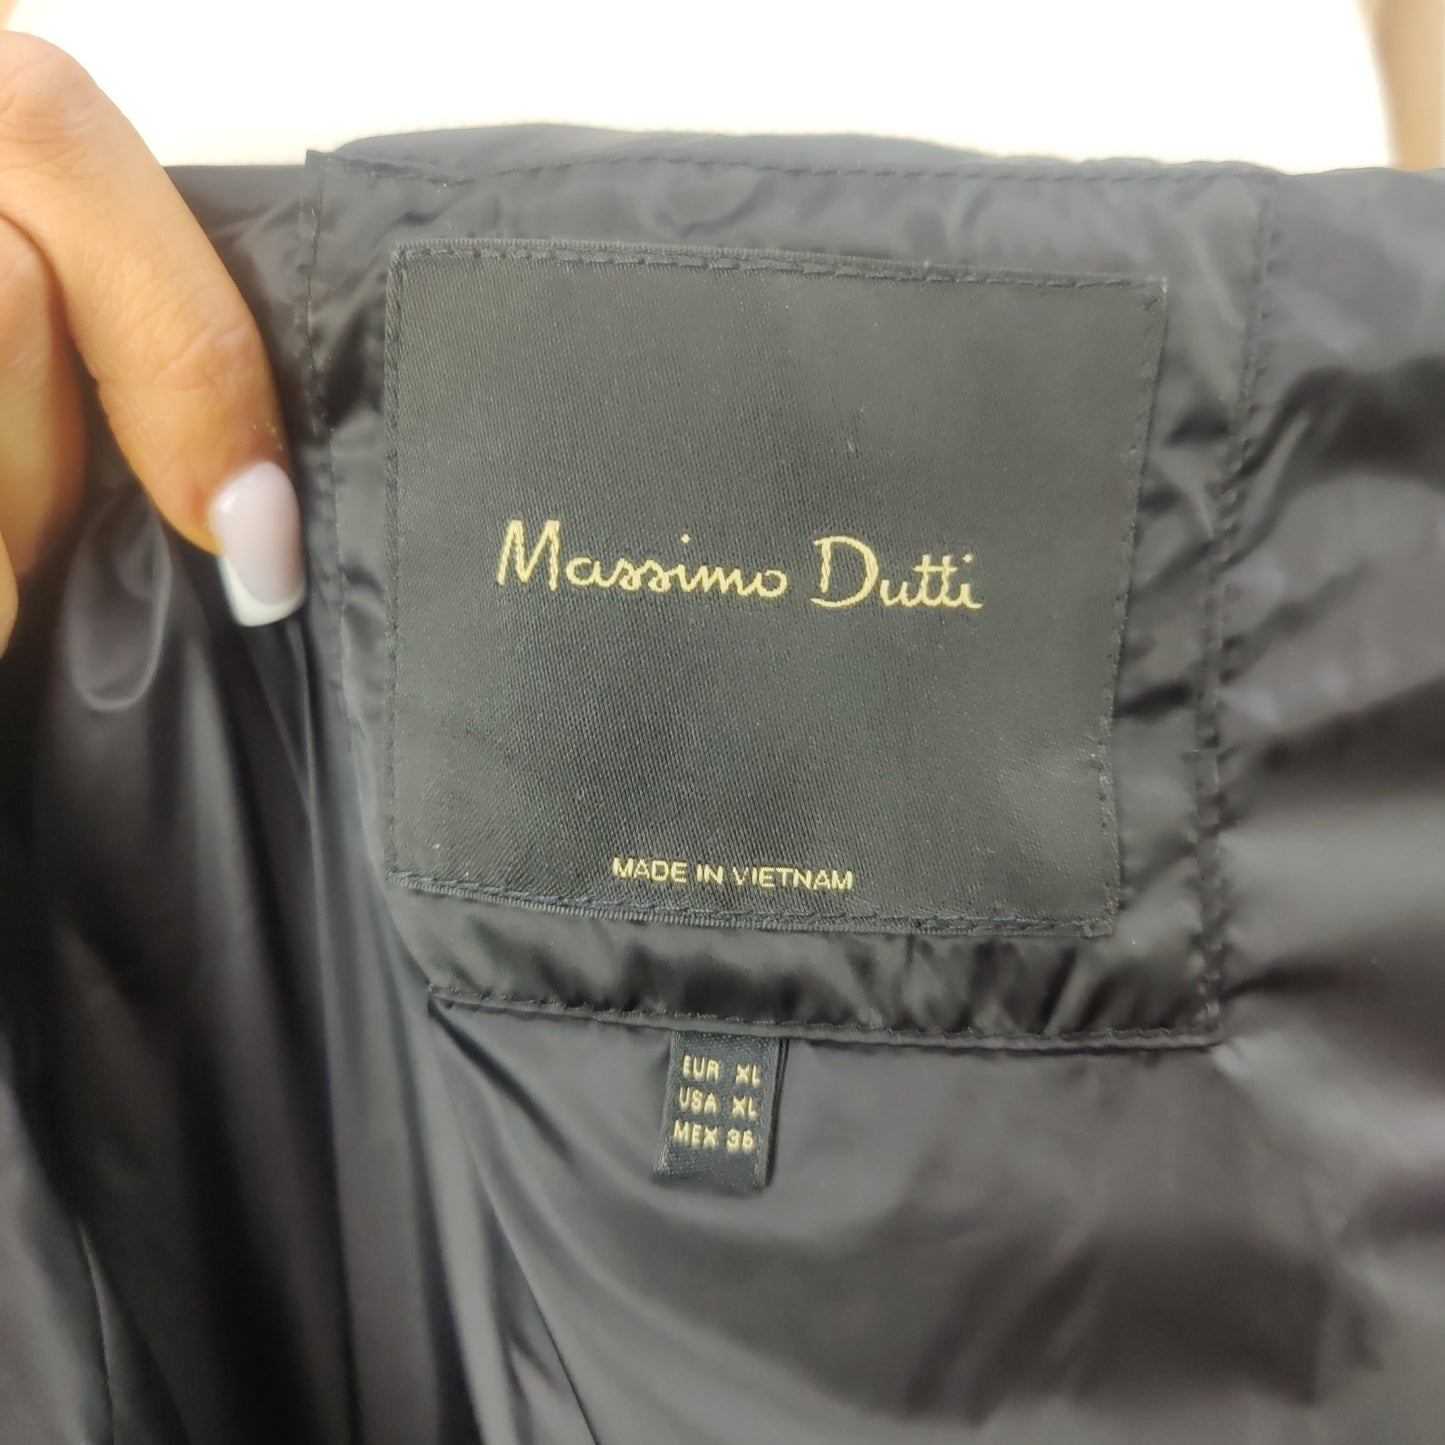 Massimo Dutti
MADE IN VIETNAM
EUR XL
USA XL
MEX 36